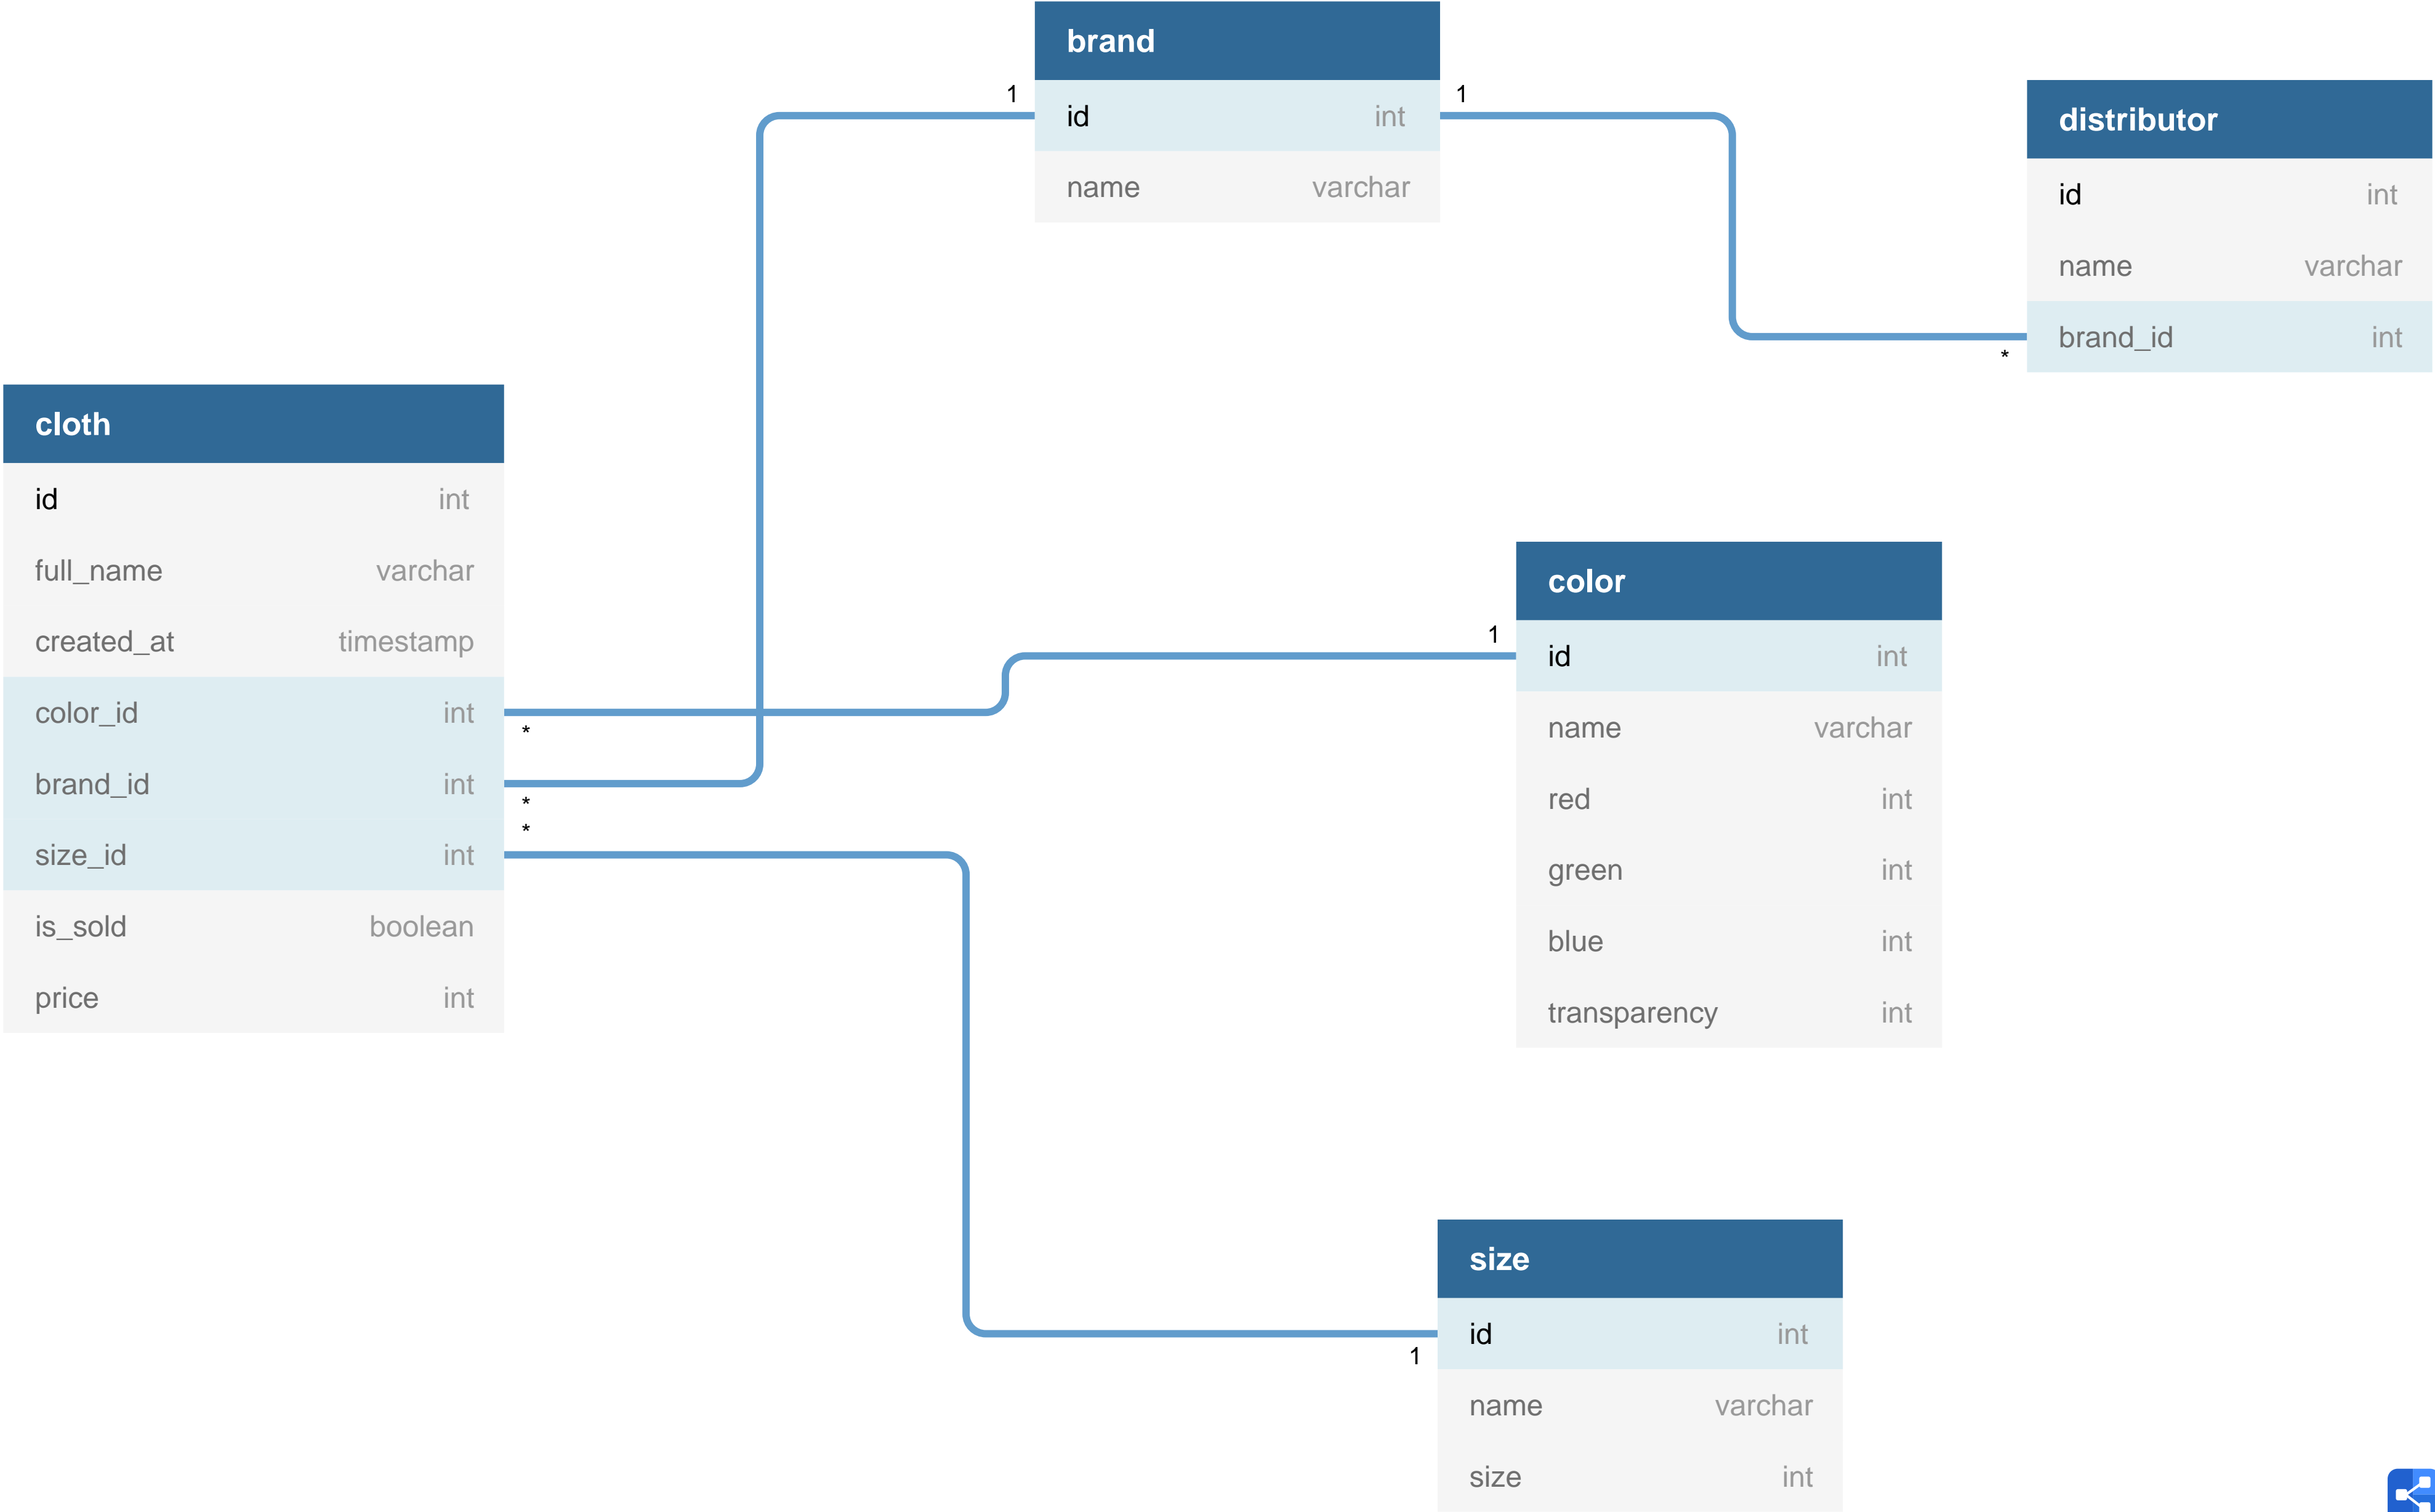 brand
1
id int
1
name varchar
distributor
id int
name varchar
brand_id int
*
cloth
id int
full_name varchar
created_at timestamp
color_id int
*
brand_id int
*
*
size_id int
is_sold boolean
price int
color
1
id int
name varchar
red int
green int
blue int
transparency int
size
id int
1
name varchar
size int